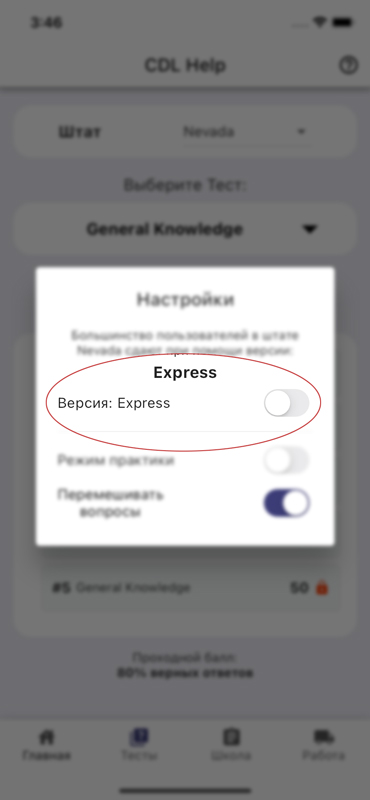 3:46
CDL Help
Штат
Nevada
Выберите Тест:
General Knowledge
Настройки
Большинство пользователей в штате
Nevada сдают при помощи версии:
Express
Версия: Express
Режим практики
Перемешивать
вопросы
#5 General Knowledge
50
Проходной балл:
80% верных ответов
Главная
Тесты
Школа
Работа